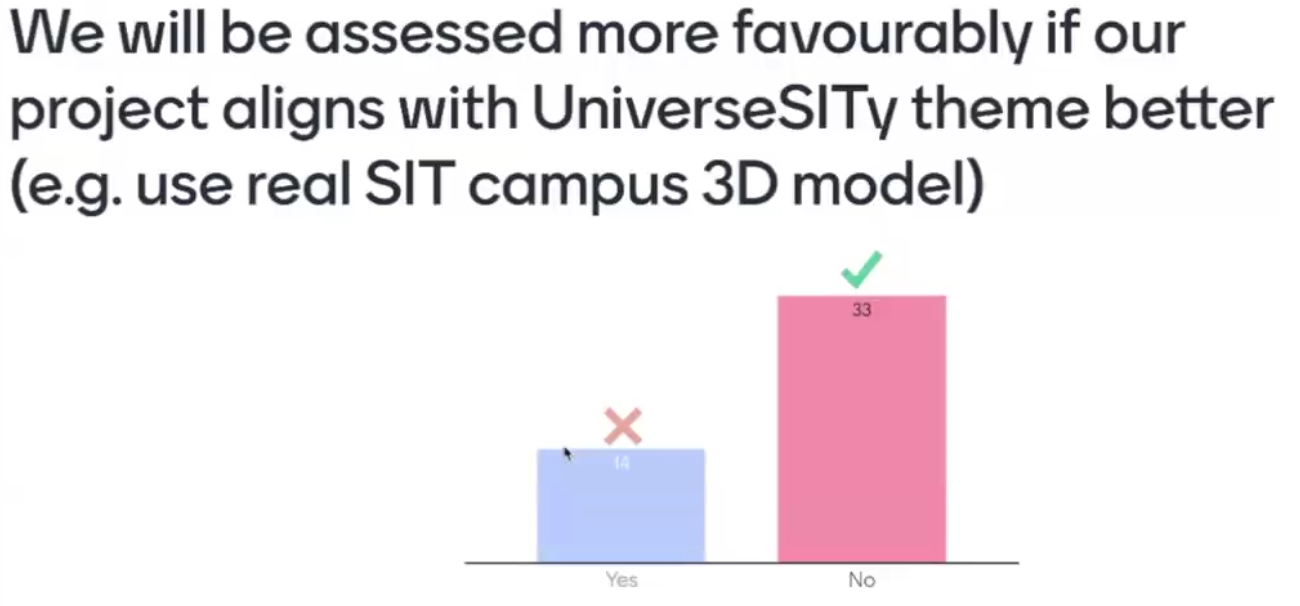 We will be assessed more favourably if our
project aligns with UniverseSITy theme better
(e.g. use real SIT campus 3D model)
33
14
Yes
No